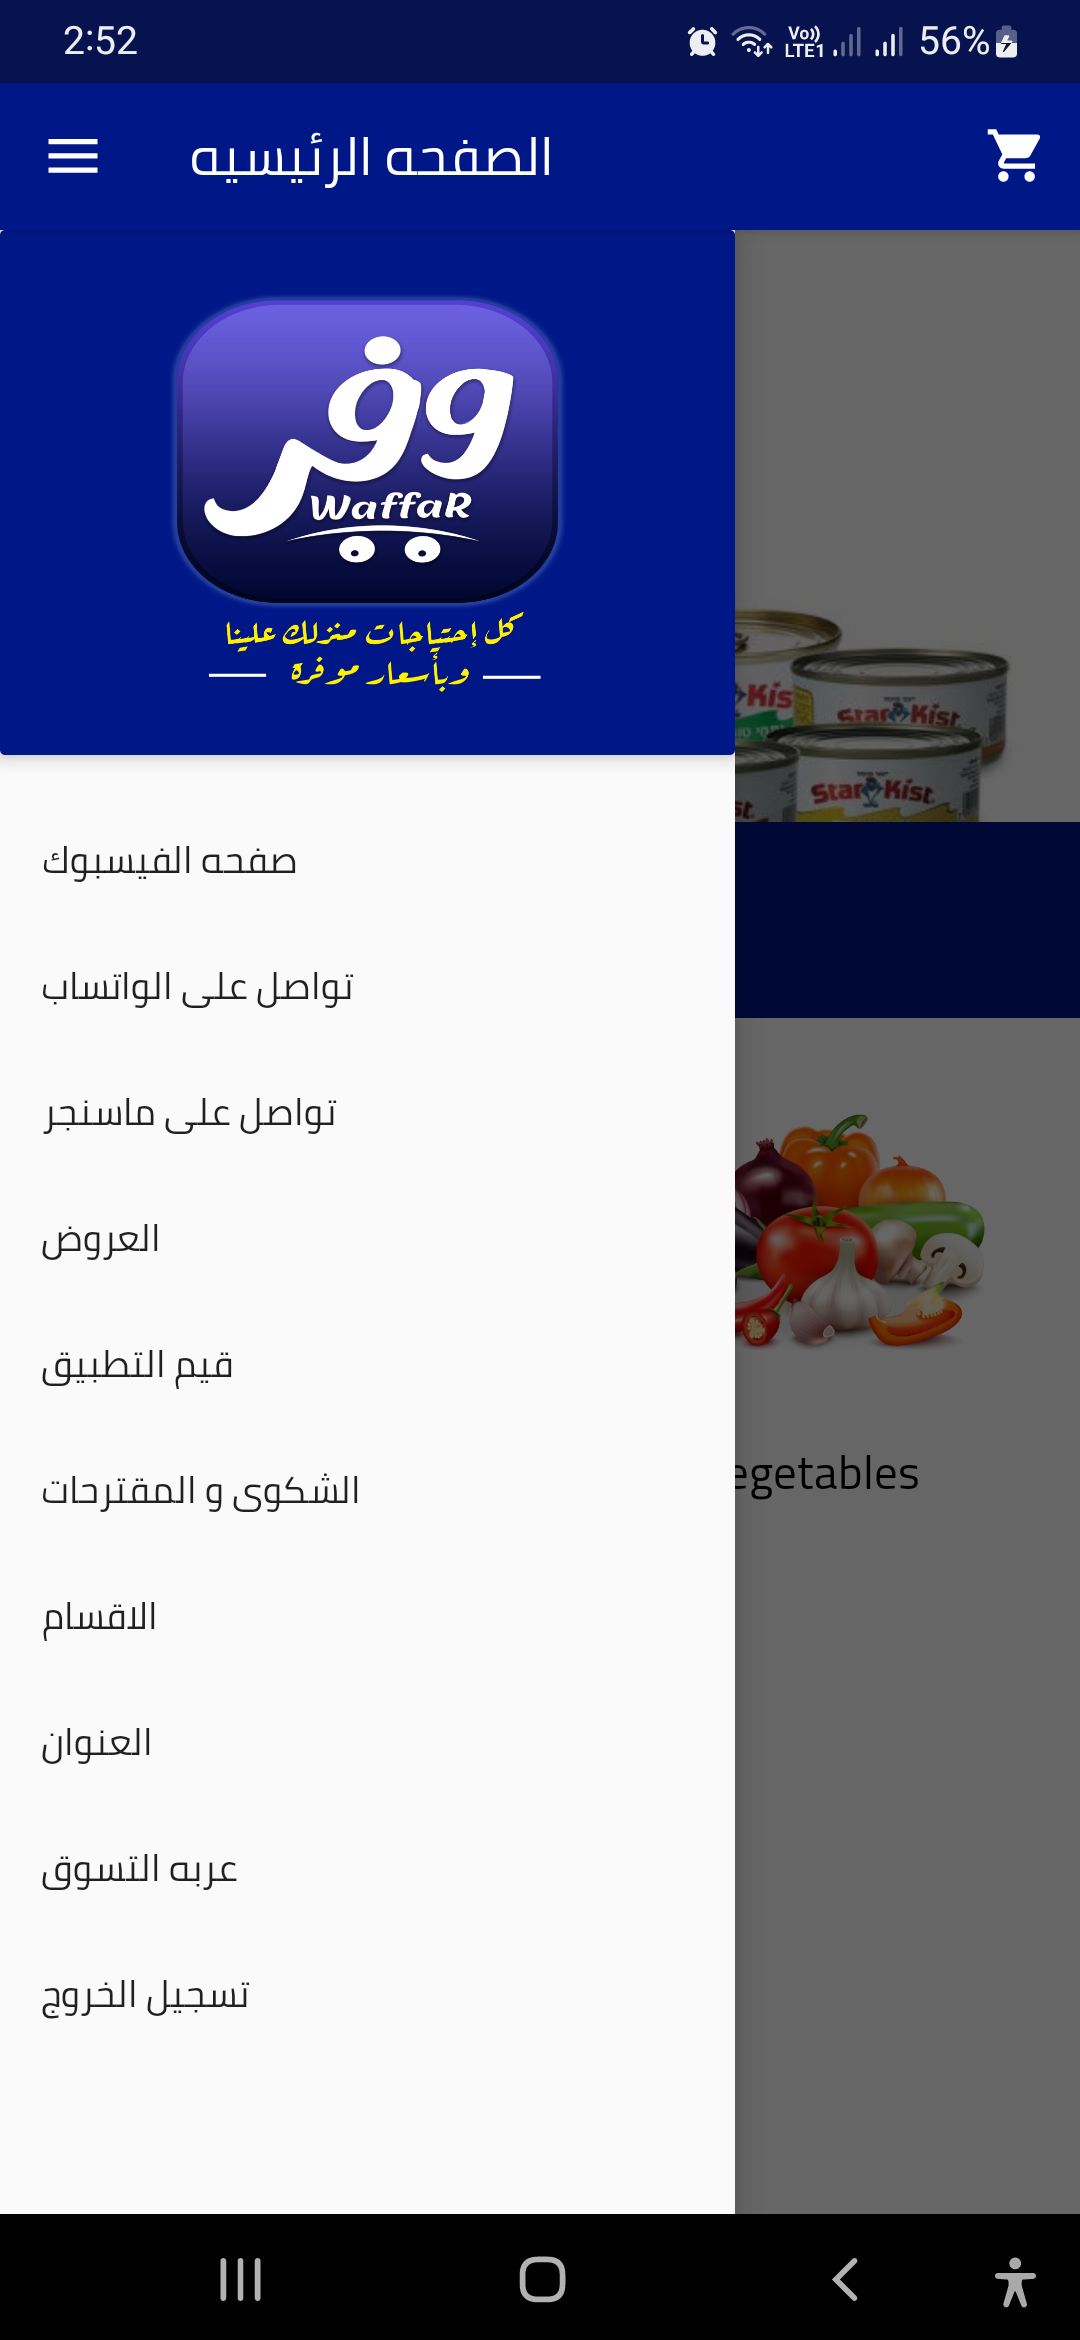 2:52
Vo)) LTE1
56%
الصفحه الرئيسيه
وفر
WaffaR
كل إحتياجات منزلك علينا
وبأسعار موفرة
Kist
StarKist
StarKist
صفحه الفيسبوك
تواصل على الواتساب
تواصل على ماسنجر
العروض
قيم التطبيق
الشكوى و المقترحات
الاقسام
العنوان
عربه التسوق
تسجيل الخروج
egetables